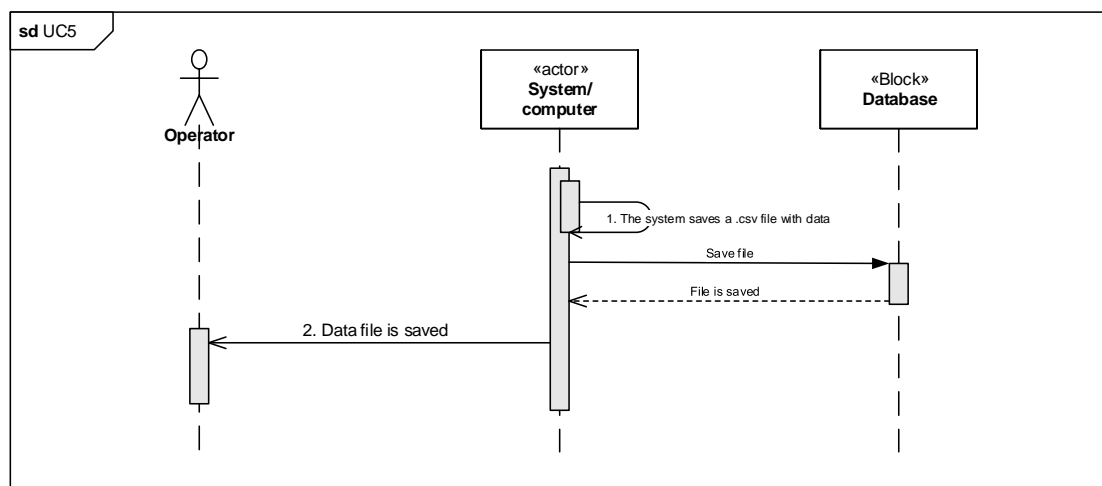 sd UC5
«actor»
System/
computer
«Block»
Database
Operator
1. The system saves a .csv file with data
Save file
File is saved
2. Data file is saved